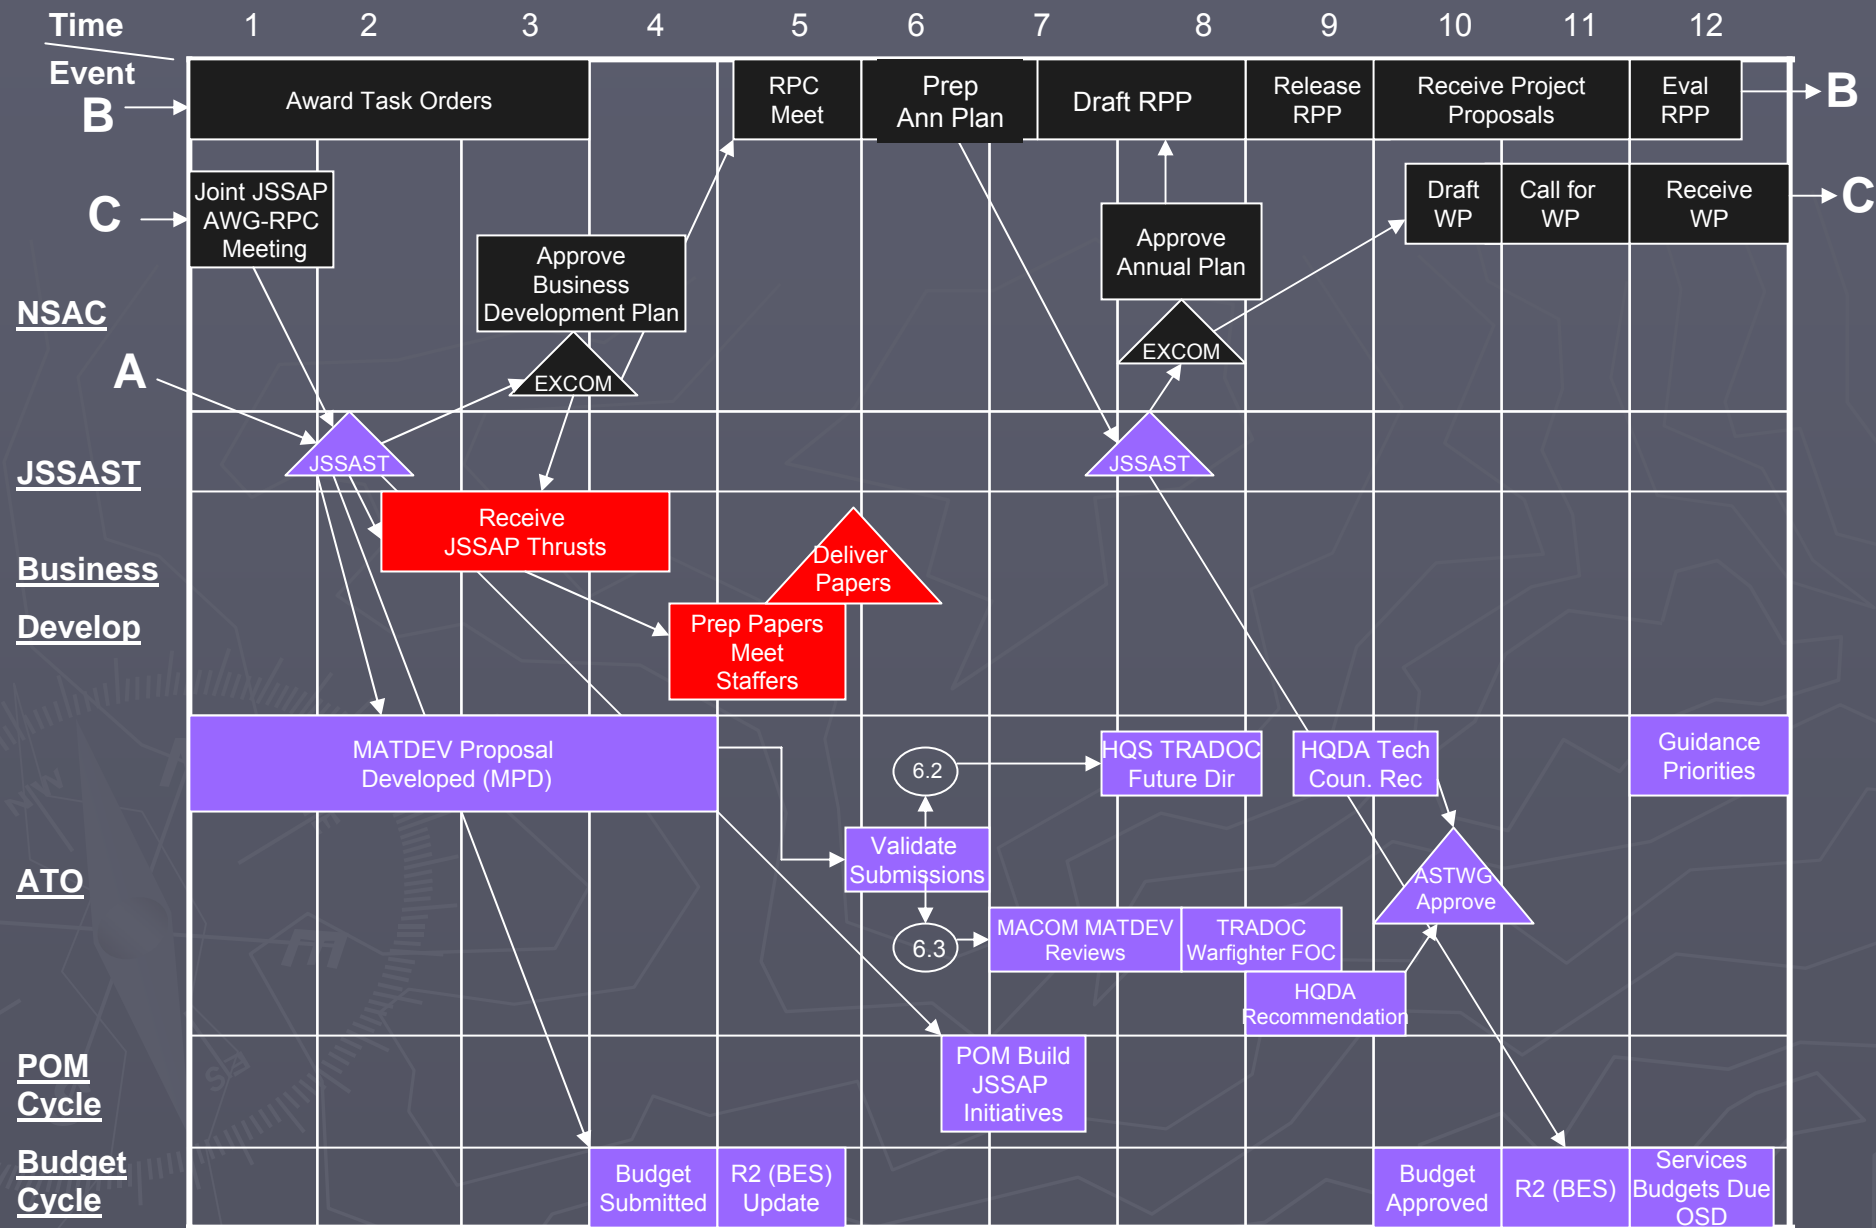 Time 1 2 3 4 5 6 7 8 9 10 11 12
Event
B
Award Task Orders
RPC
Meet
Prep
Ann Plan
Draft RPP
Release
RPP
Receive Project
Proposals
Eval
RPP
B
C
Joint JSSAP
AWG-RPC
Meeting
Approve
Business
Development Plan
Approve
Annual Plan
Draft
WP
Call for
WP
Receive
WP
C
NSAC
A
EXCOM
EXCOM
JSSAST
JSSAST
JSSAST
Business
Develop
Receive
JSSAP Thrusts
Deliver
Papers
Prep Papers
Meet
Staffers
MATDEV Proposal
Developed (MPD)
6.2
HQS TRADOC
Future Dir
HQDA Tech
Coun. Rec
Guidance
Priorities
ATO
Validate
Submissions
ASTWG
Approve
6.3
MACOM MATDEV
Reviews
TRADOC
Warfighter FOC
HQDA
Recommendation
POM
Cycle
POM Build
JSSAP
Initiatives
Budget
Cycle
Budget
Submitted
R2 (BES)
Update
Budget
Approved
R2 (BES)
Services
Budgets Due
OSD
NW
E
SE